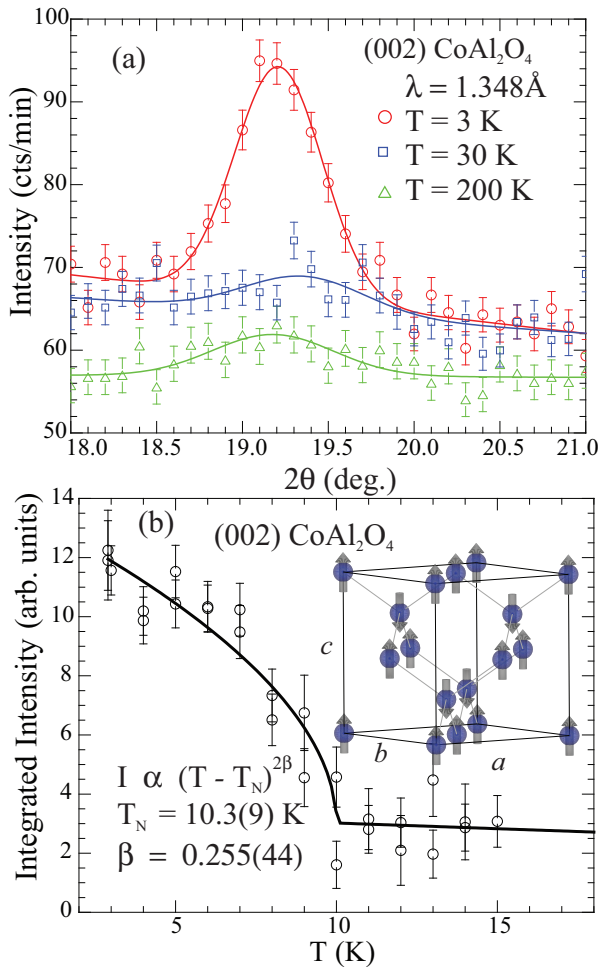 100
90
80
70
60
50
Intensity (cts/min)
(a)
(002) CoAl₂O₄
λ = 1.348Å
T = 3 K
T = 30 K
T = 200 K
18.0 18.5 19.0 19.5 20.0 20.5 21.0
2θ (deg.)
14
12
10
8
6
4
2
0
Integrated Intensity (arb. units)
(b)
(002) CoAl₂O₄
c
b
a
I α (T - T_N)^2β
T_N = 10.3(9) K
β = 0.255(44)
5 10 15
T (K)